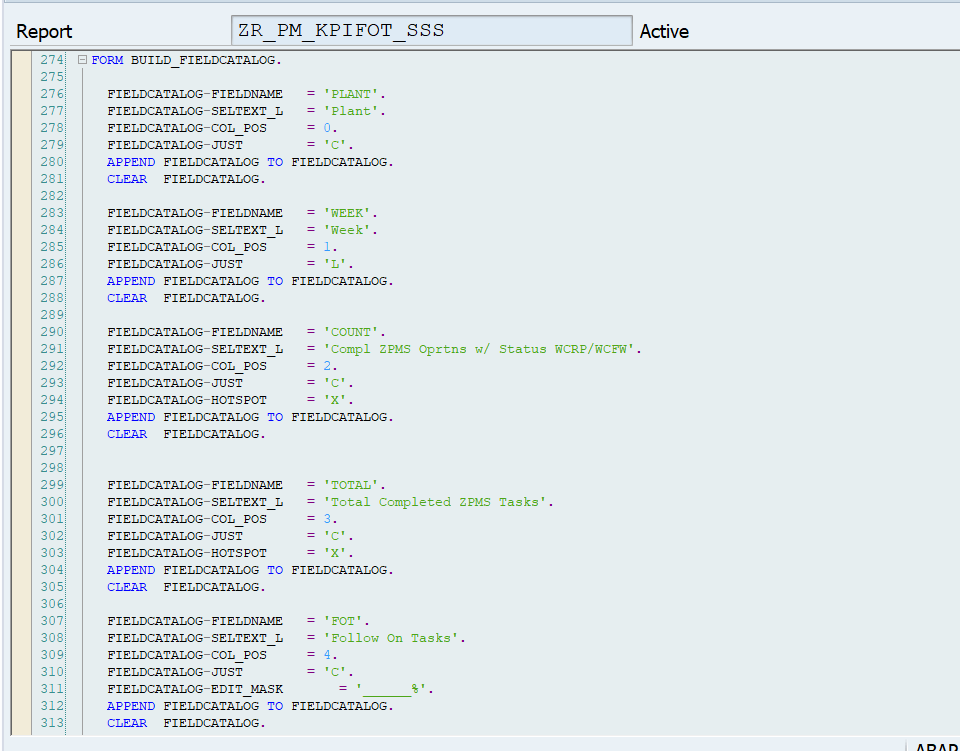 Report ZR_PM_KPIFOT_SSS Active
274 FORM BUILD_FIELDCATALOG.
275
276 FIELDCATALOG-FIELDNAME = 'PLANT'.
277 FIELDCATALOG-SELTEXT_L = 'Plant'.
278 FIELDCATALOG-COL_POS = 0.
279 FIELDCATALOG-JUST = 'C'.
280 APPEND FIELDCATALOG TO FIELDCATALOG.
281 CLEAR FIELDCATALOG.
282
283 FIELDCATALOG-FIELDNAME = 'WEEK'.
284 FIELDCATALOG-SELTEXT_L = 'Week'.
285 FIELDCATALOG-COL_POS = 1.
286 FIELDCATALOG-JUST = 'L'.
287 APPEND FIELDCATALOG TO FIELDCATALOG.
288 CLEAR FIELDCATALOG.
289
290 FIELDCATALOG-FIELDNAME = 'COUNT'.
291 FIELDCATALOG-SELTEXT_L = 'Compl ZPMS Oprtns w/ Status WCRP/WCFW'.
292 FIELDCATALOG-COL_POS = 2.
293 FIELDCATALOG-JUST = 'C'.
294 FIELDCATALOG-HOTSPOT = 'X'.
295 APPEND FIELDCATALOG TO FIELDCATALOG.
296 CLEAR FIELDCATALOG.
297
298
299 FIELDCATALOG-FIELDNAME = 'TOTAL'.
300 FIELDCATALOG-SELTEXT_L = 'Total Completed ZPMS Tasks'.
301 FIELDCATALOG-COL_POS = 3.
302 FIELDCATALOG-JUST = 'C'.
303 FIELDCATALOG-HOTSPOT = 'X'.
304 APPEND FIELDCATALOG TO FIELDCATALOG.
305 CLEAR FIELDCATALOG.
306
307 FIELDCATALOG-FIELDNAME = 'FOT'.
308 FIELDCATALOG-SELTEXT_L = 'Follow On Tasks'.
309 FIELDCATALOG-COL_POS = 4.
310 FIELDCATALOG-JUST = 'C'.
311 FIELDCATALOG-EDIT_MASK = '______%'.
312 APPEND FIELDCATALOG TO FIELDCATALOG.
313 CLEAR FIELDCATALOG.
ABAP